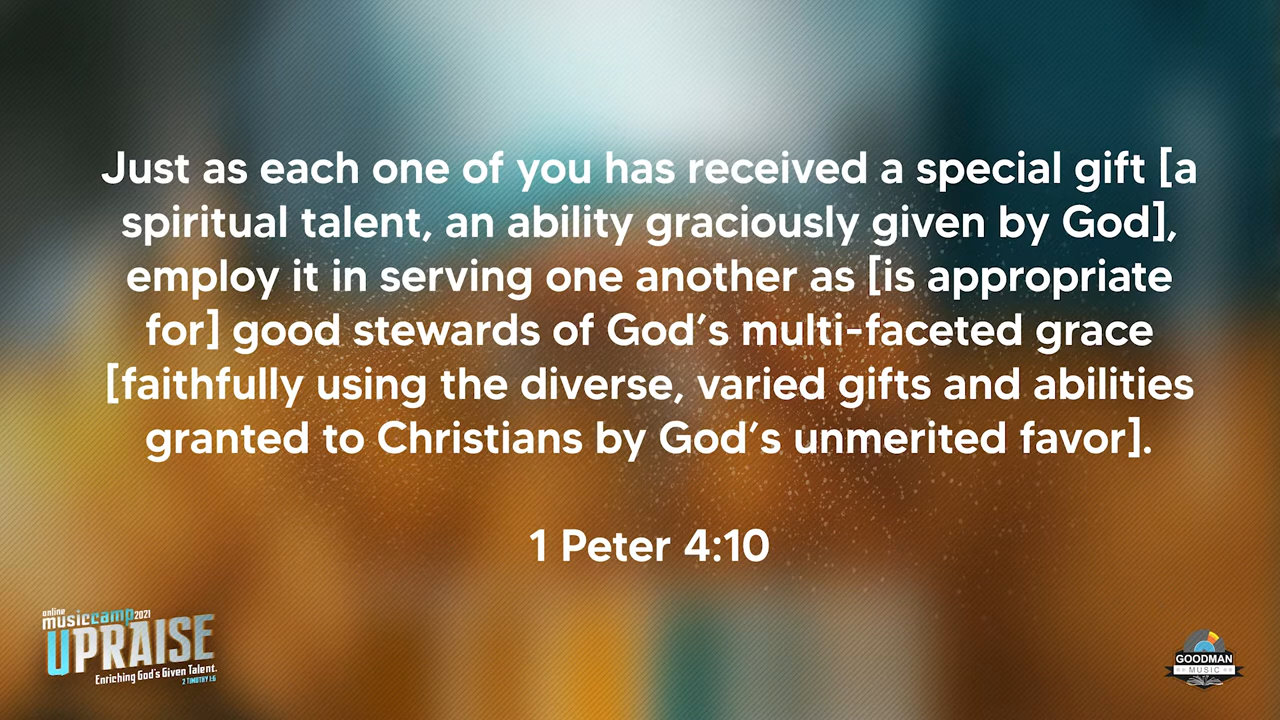 Just as each one of you has received a special gift [a
spiritual talent, an ability graciously given by God],
employ it in serving one another as [is appropriate
for] good stewards of God’s multi-faceted grace
[faithfully using the diverse, varied gifts and abilities
granted to Christians by God’s unmerited favor].
1 Peter 4:10
online
musiccamp2021
UPRAISE
Enriching God's Given Talent.
2 TIMOTHY 1:6
GOODMAN
MUSIC